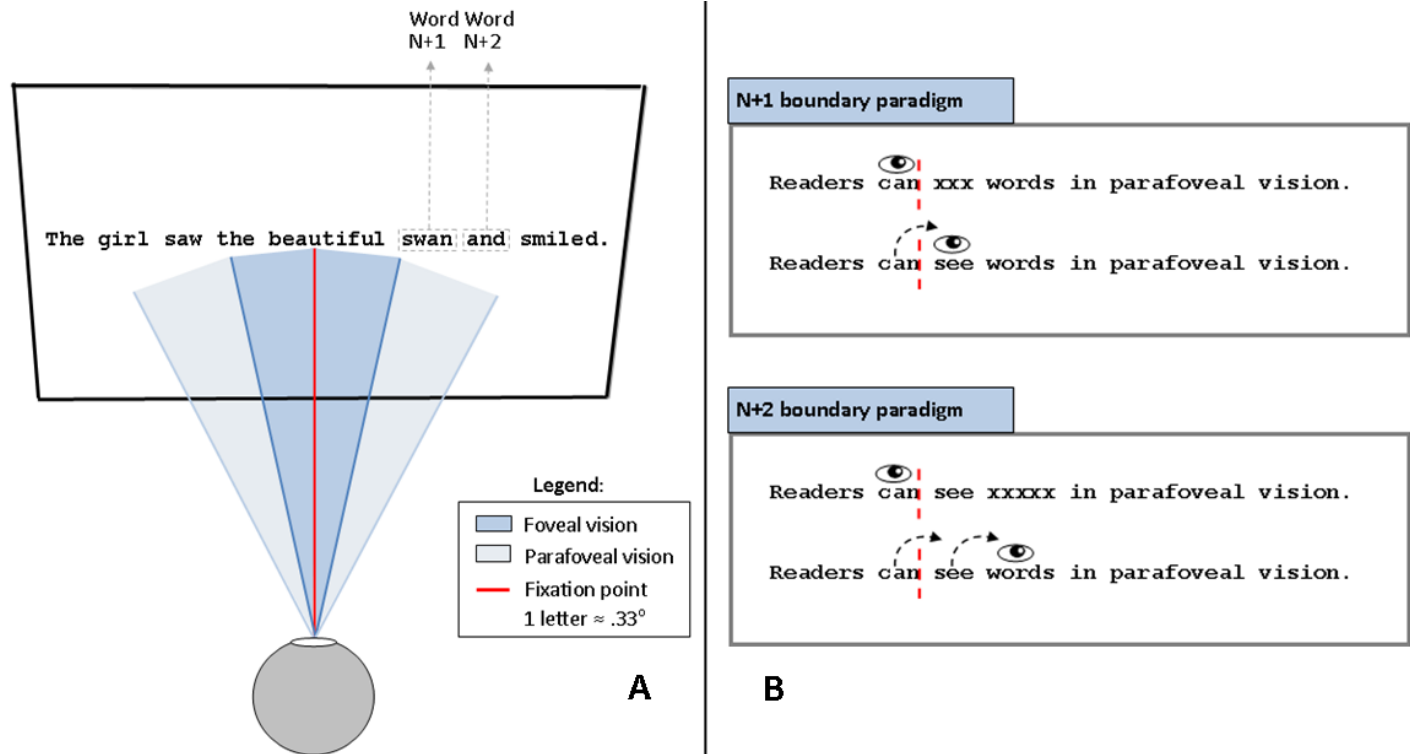 Word Word
N+1 N+2
The girl saw the beautiful swan and smiled.
Legend:
Foveal vision
Parafoveal vision
Fixation point
1 letter ≈ .33°
A
N+1 boundary paradigm
Readers can xxx words in parafoveal vision.
Readers can see words in parafoveal vision.
N+2 boundary paradigm
Readers can see xxxxx in parafoveal vision.
Readers can see words in parafoveal vision.
B